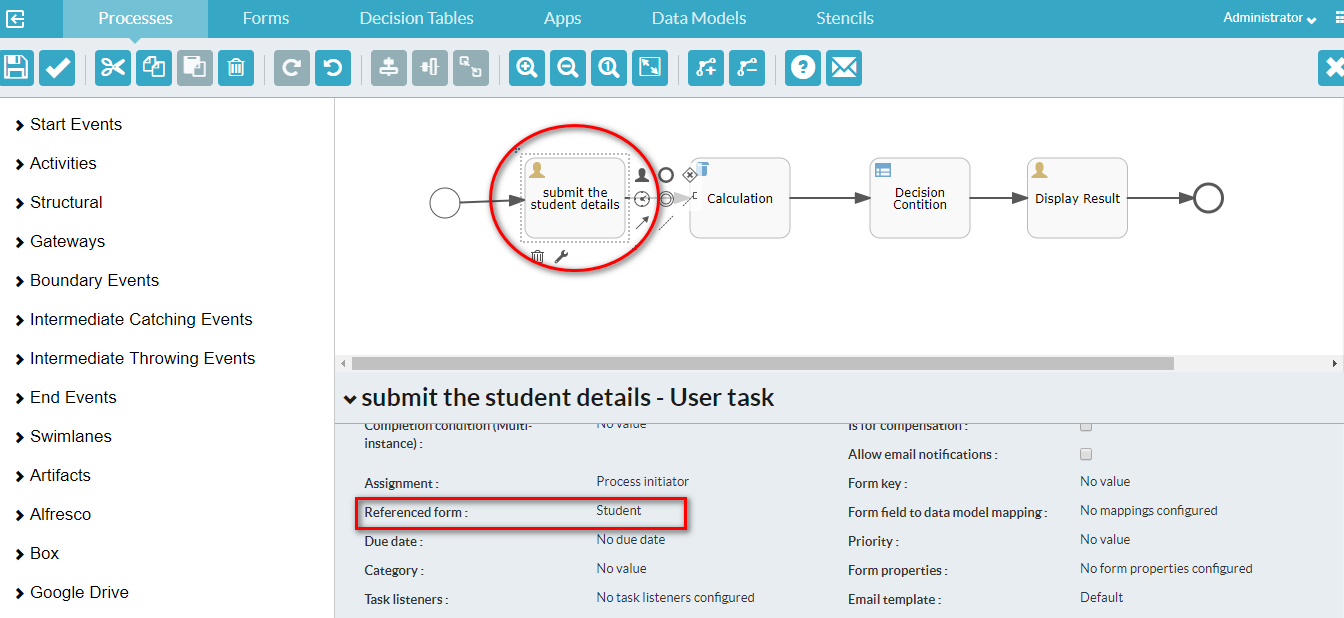 Processes
Forms
Decision Tables
Apps
Data Models
Stencils
Administrator
Start Events
Activities
Structural
Gateways
Boundary Events
Intermediate Catching Events
Intermediate Throwing Events
End Events
Swimlanes
Artifacts
Alfresco
Box
Google Drive
submit the
student details
Calculation
Decision
Contition
Display Result
submit the student details - User task
Completion condition (Multi-
instance) :
No value
Is for compensation :
Allow email notifications :
Assignment :
Process initiator
Form key :
No value
Referenced form :
Student
Form field to data model mapping :
No mappings configured
Due date :
No due date
Priority :
No value
Category :
No value
Form properties :
No form properties configured
Task listeners :
No task listeners configured
Email template :
Default